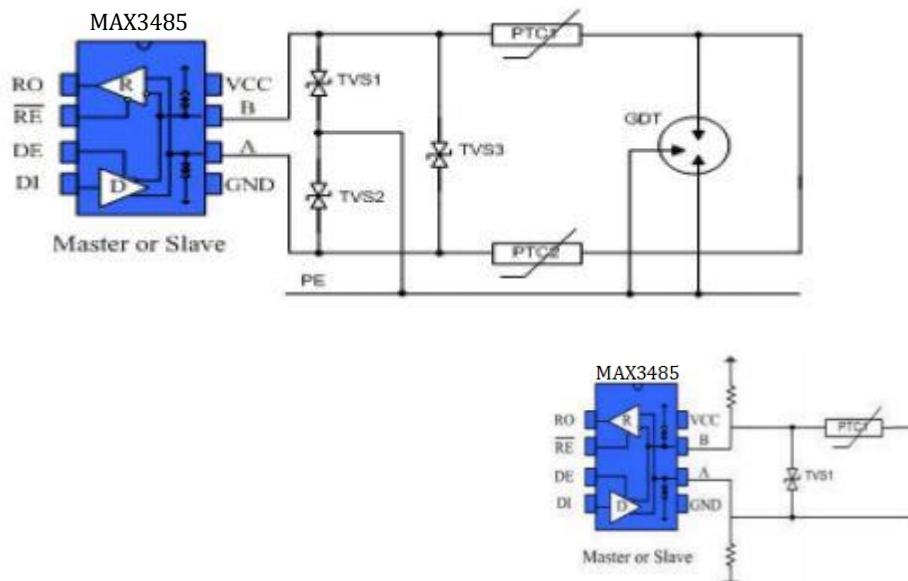 MAX3485
RO
R
VCC
RE
B
DE
A
DI
D
GND
Master or Slave
TVS1
TVS2
TVS3
PTC1
GDT
PTC2
PE
MAX3485
RO
R
VCC
RE
B
DE
A
DI
D
GND
Master or Slave
PTC1
TVS1